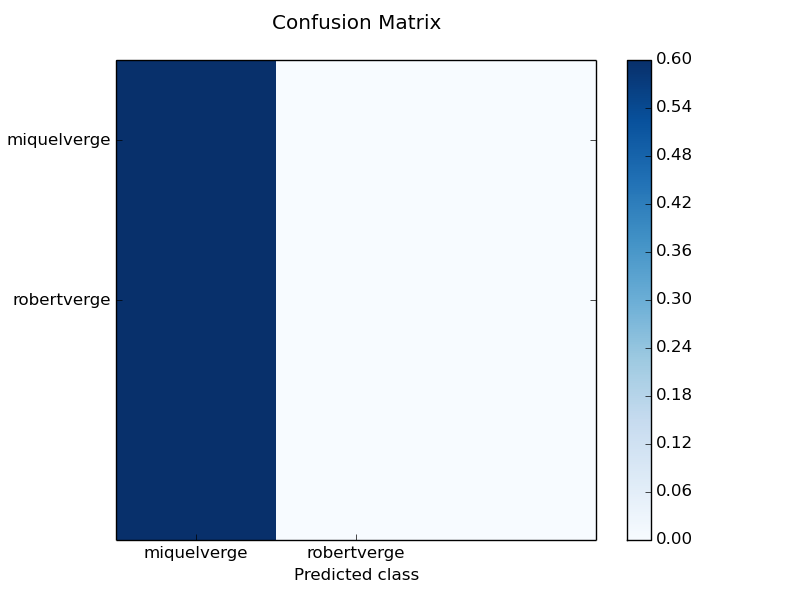 Confusion Matrix
miquelverge
robertverge
miquelverge robertverge
Predicted class
0.60
0.54
0.48
0.42
0.36
0.30
0.24
0.18
0.12
0.06
0.00